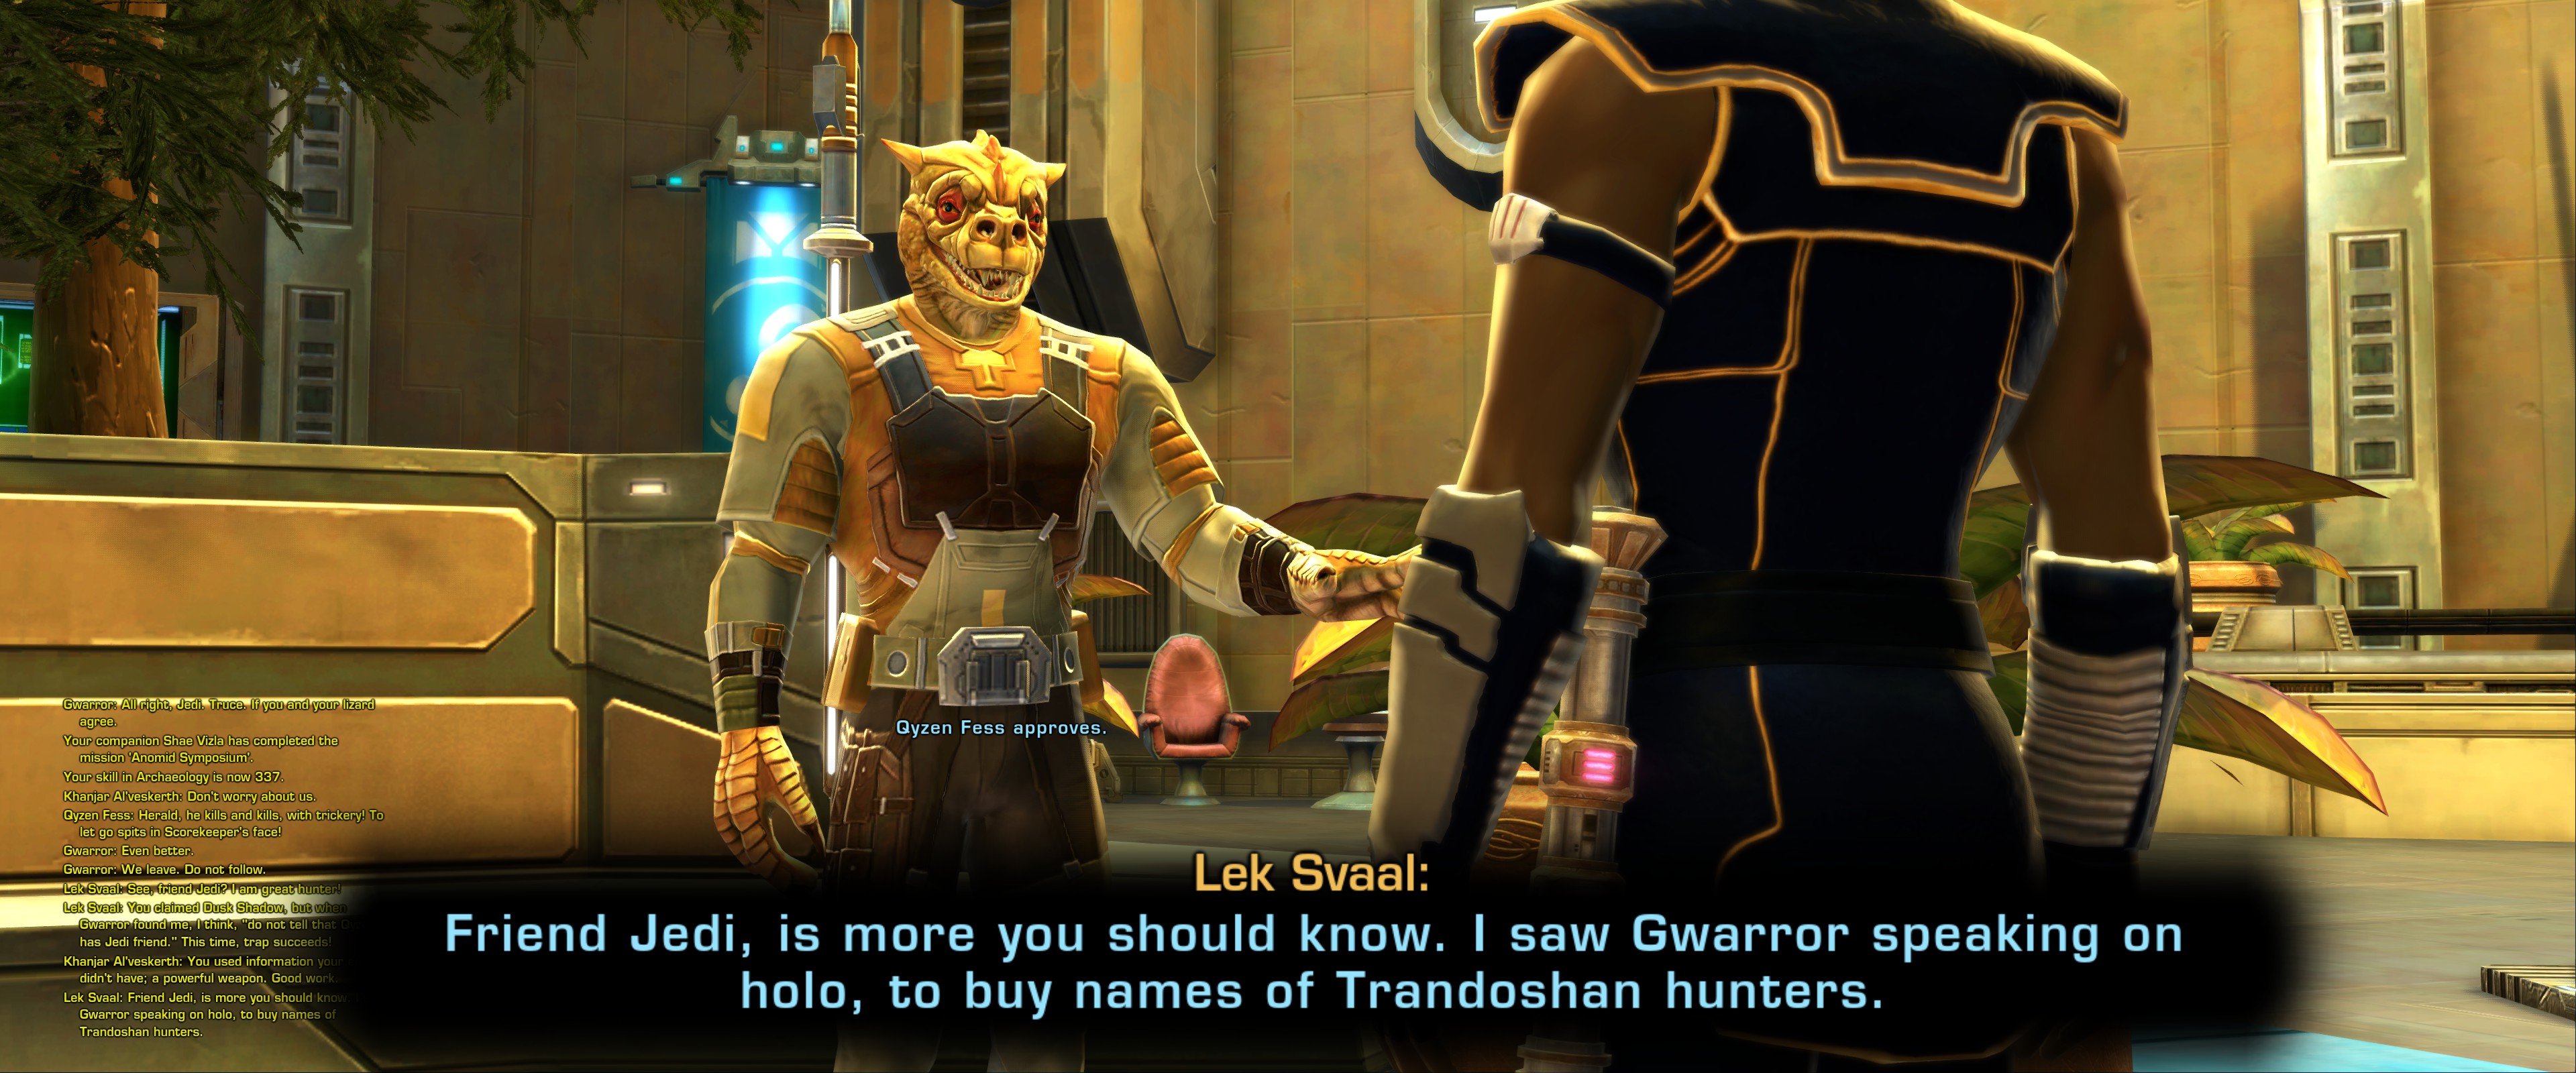 Qyzen Fess approves.
Gwarror: All right, Jedi. Truce. If you and your lizard
agree.
Your companion Shae Vizla has completed the
mission 'Anomid Symposium'.
Your skill in Archaeology is now 337.
Khanjar Al'veskerth: Don't worry about us.
Qyzen Fess: Herald, he kills and kills, with trickery! To
let go spits in Scorekeeper's face!
Gwarror: Even better.
Gwarror: We leave. Do not follow.
Lek Svaal: See, friend Jedi? I am great hunter!
Lek Svaal: You claimed Dusk Shadow, but when
Gwarror found me, I think, "do not tell that
has Jedi friend." This time, trap succeeds!
Khanjar Al'veskerth: You used information your
didn't have; a powerful weapon. Good work.
Lek Svaal: Friend Jedi, is more you should know.
Gwarror speaking on holo, to buy names of
Trandoshan hunters.
Lek Svaal:
Friend Jedi, is more you should know. I saw Gwarror speaking on
holo, to buy names of Trandoshan hunters.